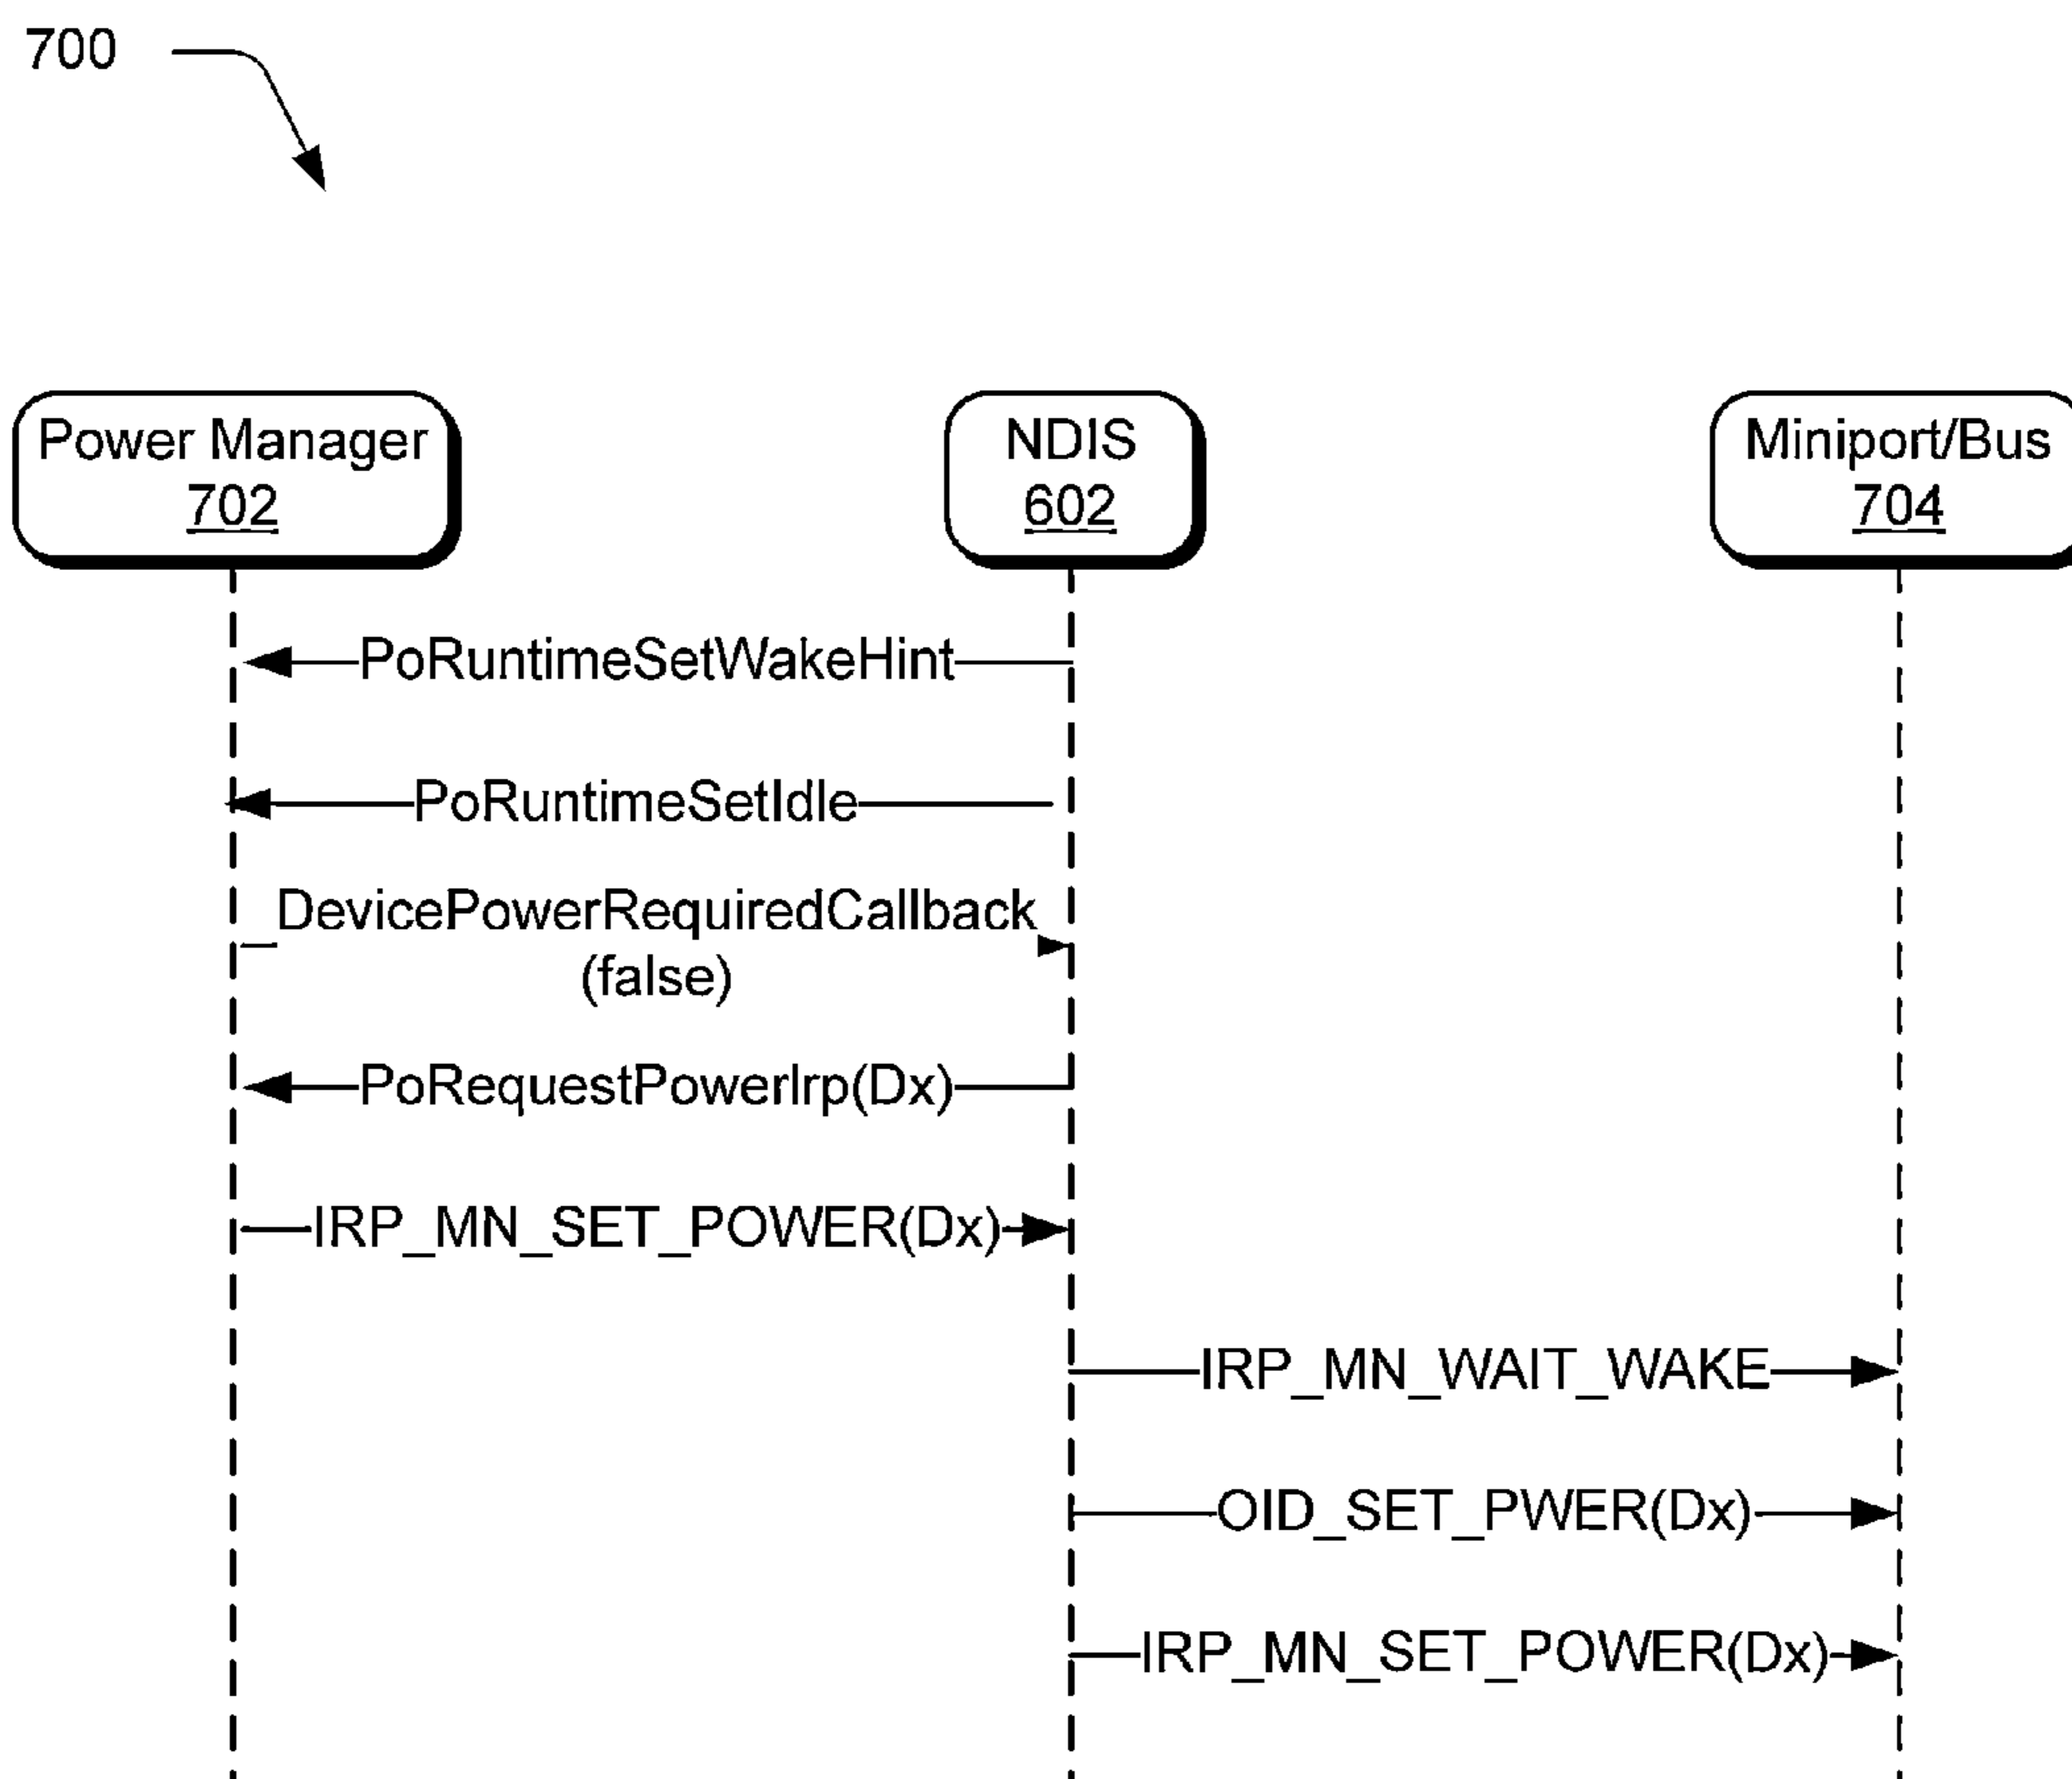 700
Power Manager
702
NDIS
602
Miniport/Bus
704
PoRuntimeSetWakeHint
PoRuntimeSetIdle
DevicePowerRequiredCallback
(false)
PoRequestPowerIrp(Dx)
IRP_MN_SET_POWER(Dx)
IRP_MN_WAIT_WAKE
OID_SET_PWER(Dx)
IRP_MN_SET_POWER(Dx)